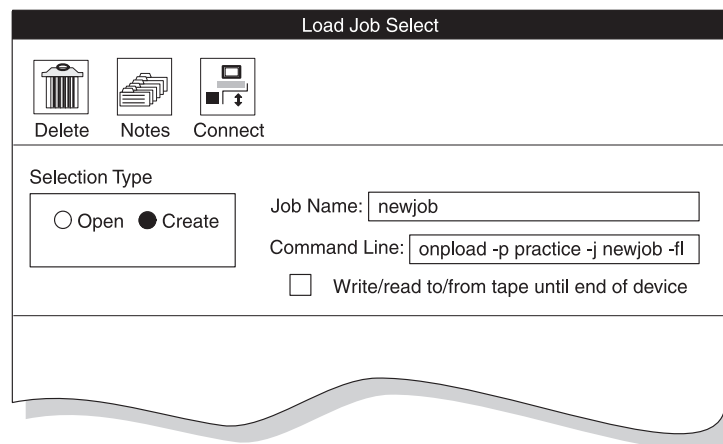 Load Job Select
Delete Notes Connect
Selection Type
Open Create
Job Name: newjob
Command Line: onpload -p practice -j newjob -fl
Write/read to/from tape until end of device